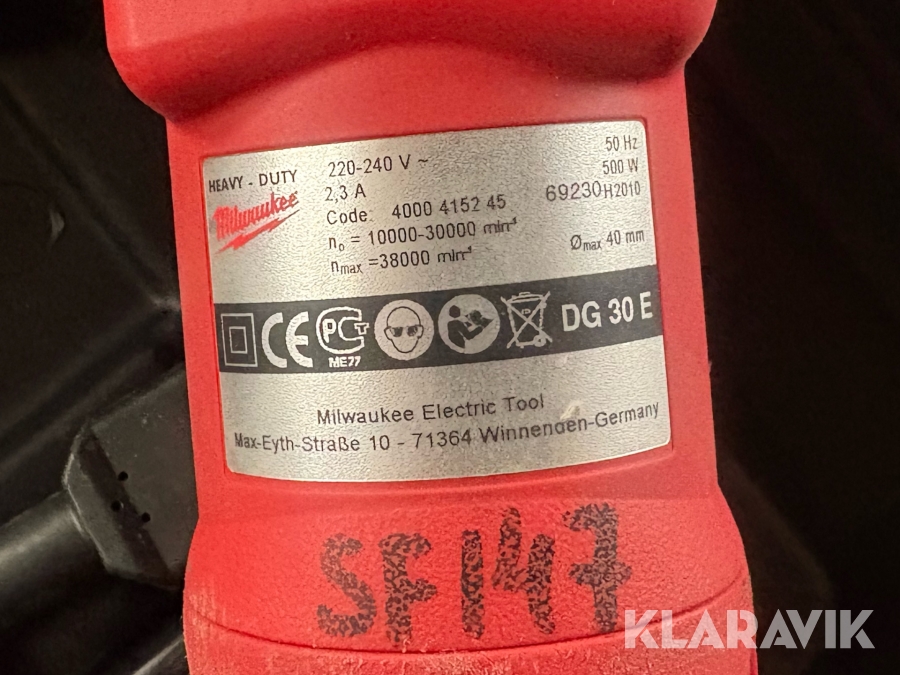 HEAVY - DUTY
Milwaukee
220-240 V ~
2,3 A
Code: 4000 4152 45
n₀ = 10000-30000 min⁻¹
nmax =38000 min⁻¹
50 Hz
500 W
69230H2010
Ømax 40 mm
CE
PCT
ME77
DG 30 E
Milwaukee Electric Tool
Max-Eyth-Straße 10 - 71364 Winnenden-Germany
SF147
KLARAVIK